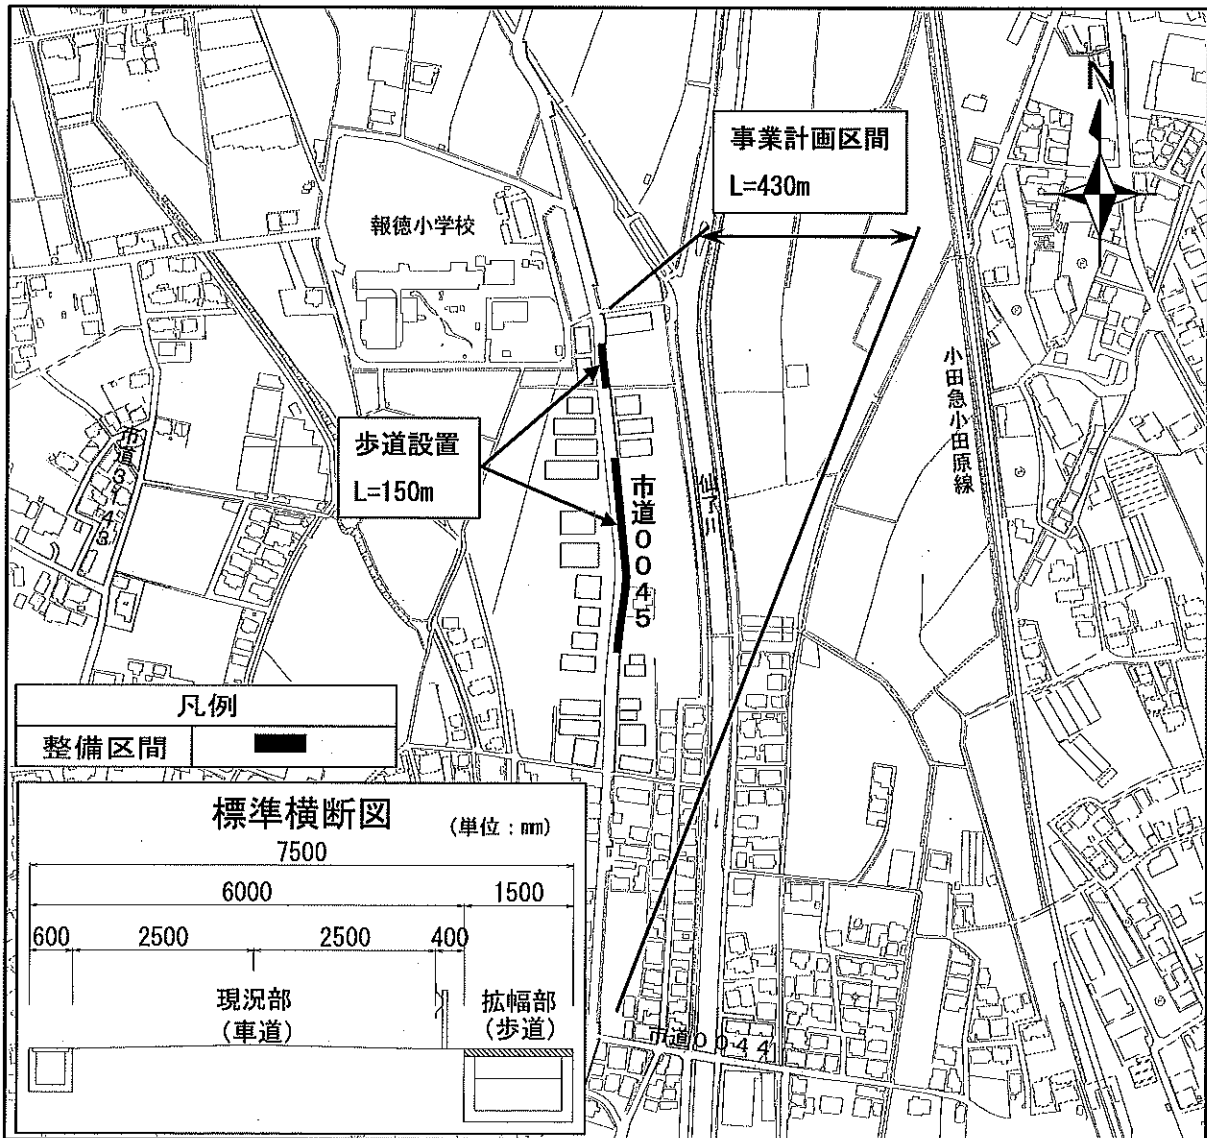 N
事業計画区間
L=430m
報徳小学校
小田急小田原線
歩道設置
L=150m
市道3143
市道0045
仙了川
凡例
整備区間
標準横断図
(単位:mm)
7500
6000
1500
600
2500
2500
400
現況部
(車道)
拡幅部
(歩道)
市道0044